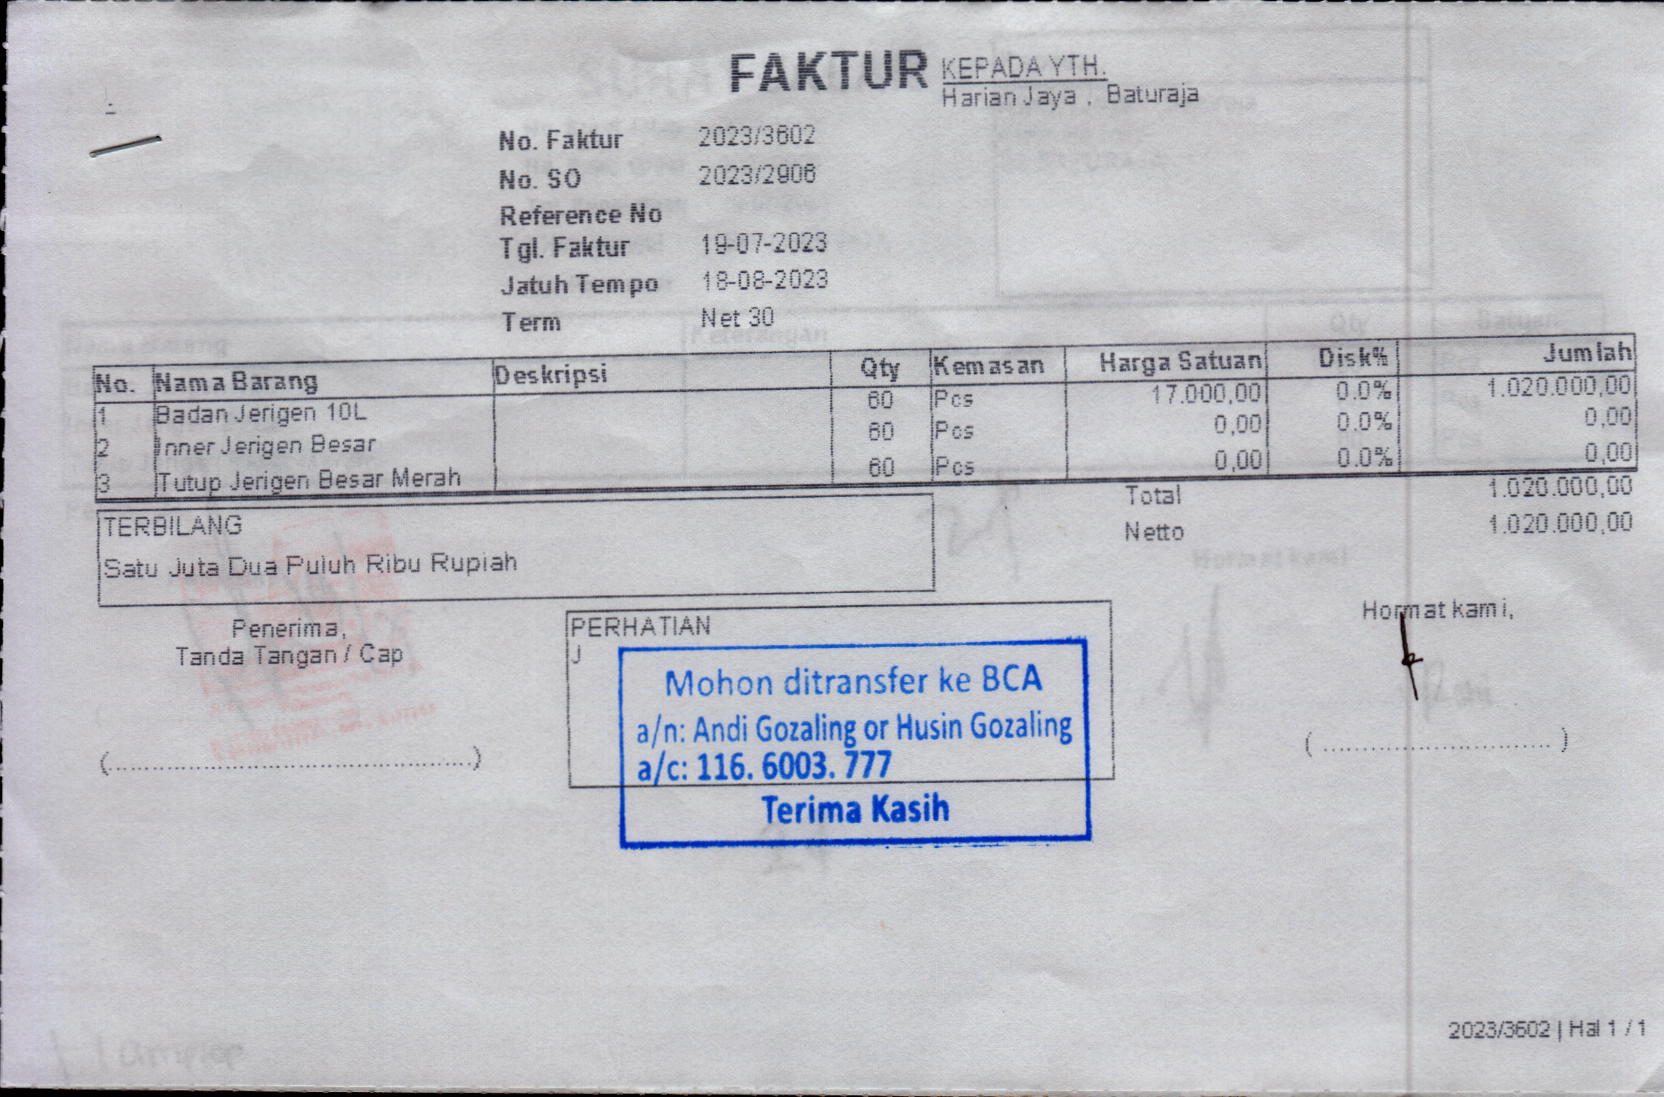 FAKTUR
KEPADA YTH.
Harian Jaya , Baturaja
No. Faktur 2023/3602
No. SO 2023/2906
Reference No
Tgl. Faktur 19-07-2023
Jatuh Tempo 18-08-2023
Term Net 30
No. Nama Barang Deskripsi Qty Kemasan Harga Satuan Disk% Jumlah
1 Badan Jerigen 10L 60 Pcs 17.000,00 0.0% 1.020.000,00
2 Inner Jerigen Besar 60 Pcs 0,00 0.0% 0,00
3 Tutup Jerigen Besar Merah 60 Pcs 0,00 0.0% 0,00
Total 1.020.000,00
Netto 1.020.000,00
TERBILANG
Satu Juta Dua Puluh Ribu Rupiah
Penerima,
Tanda Tangan / Cap
(..............................................)
PERHATIAN
J
Mohon ditransfer ke BCA
a/n: Andi Gozaling or Husin Gozaling
a/c: 116. 6003. 777
Terima Kasih
Hormat kami,
( ............................. )
2023/3602 | Hal 1 / 1